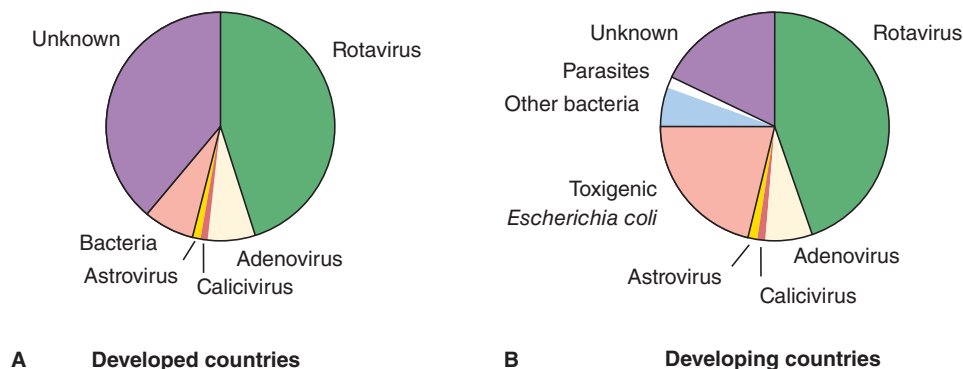 Unknown
Rotavirus
Bacteria
Astrovirus
Calicivirus
Adenovirus
A Developed countries
Unknown
Rotavirus
Parasites
Other bacteria
Toxigenic
Escherichia coli
Astrovirus
Calicivirus
Adenovirus
B Developing countries